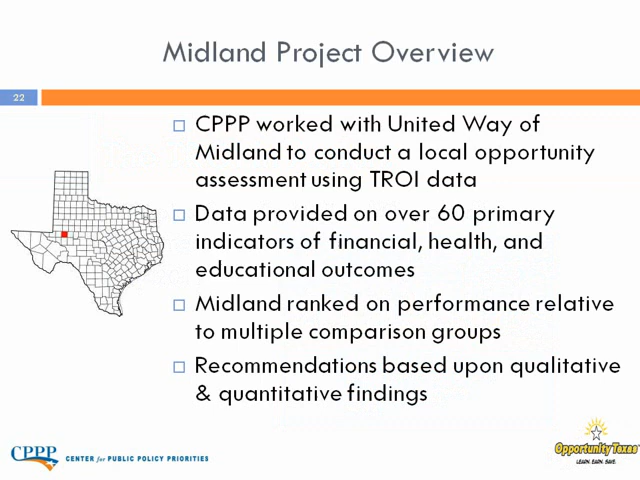 Midland Project Overview
22
CPPP worked with United Way of
Midland to conduct a local opportunity
assessment using TROI data
Data provided on over 60 primary
indicators of financial, health, and
educational outcomes
Midland ranked on performance relative
to multiple comparison groups
Recommendations based upon qualitative
& quantitative findings
CPPP CENTER for PUBLIC POLICY PRIORITIES
Opportunity Texas
LEARN. EARN. SAVE.